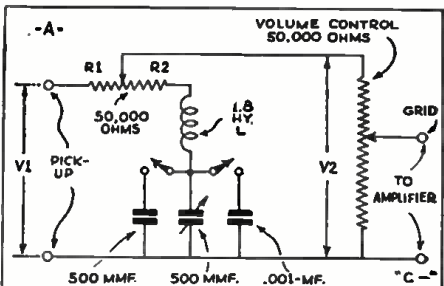 -A-
VOLUME CONTROL
50,000 OHMS
R1
R2
50,000
OHMS
1.8
HY.
L
GRID
V1
PICK-
UP
V2
TO
AMPLIFIER
500 MMF.
500 MMF.
.001-MF.
"C-"